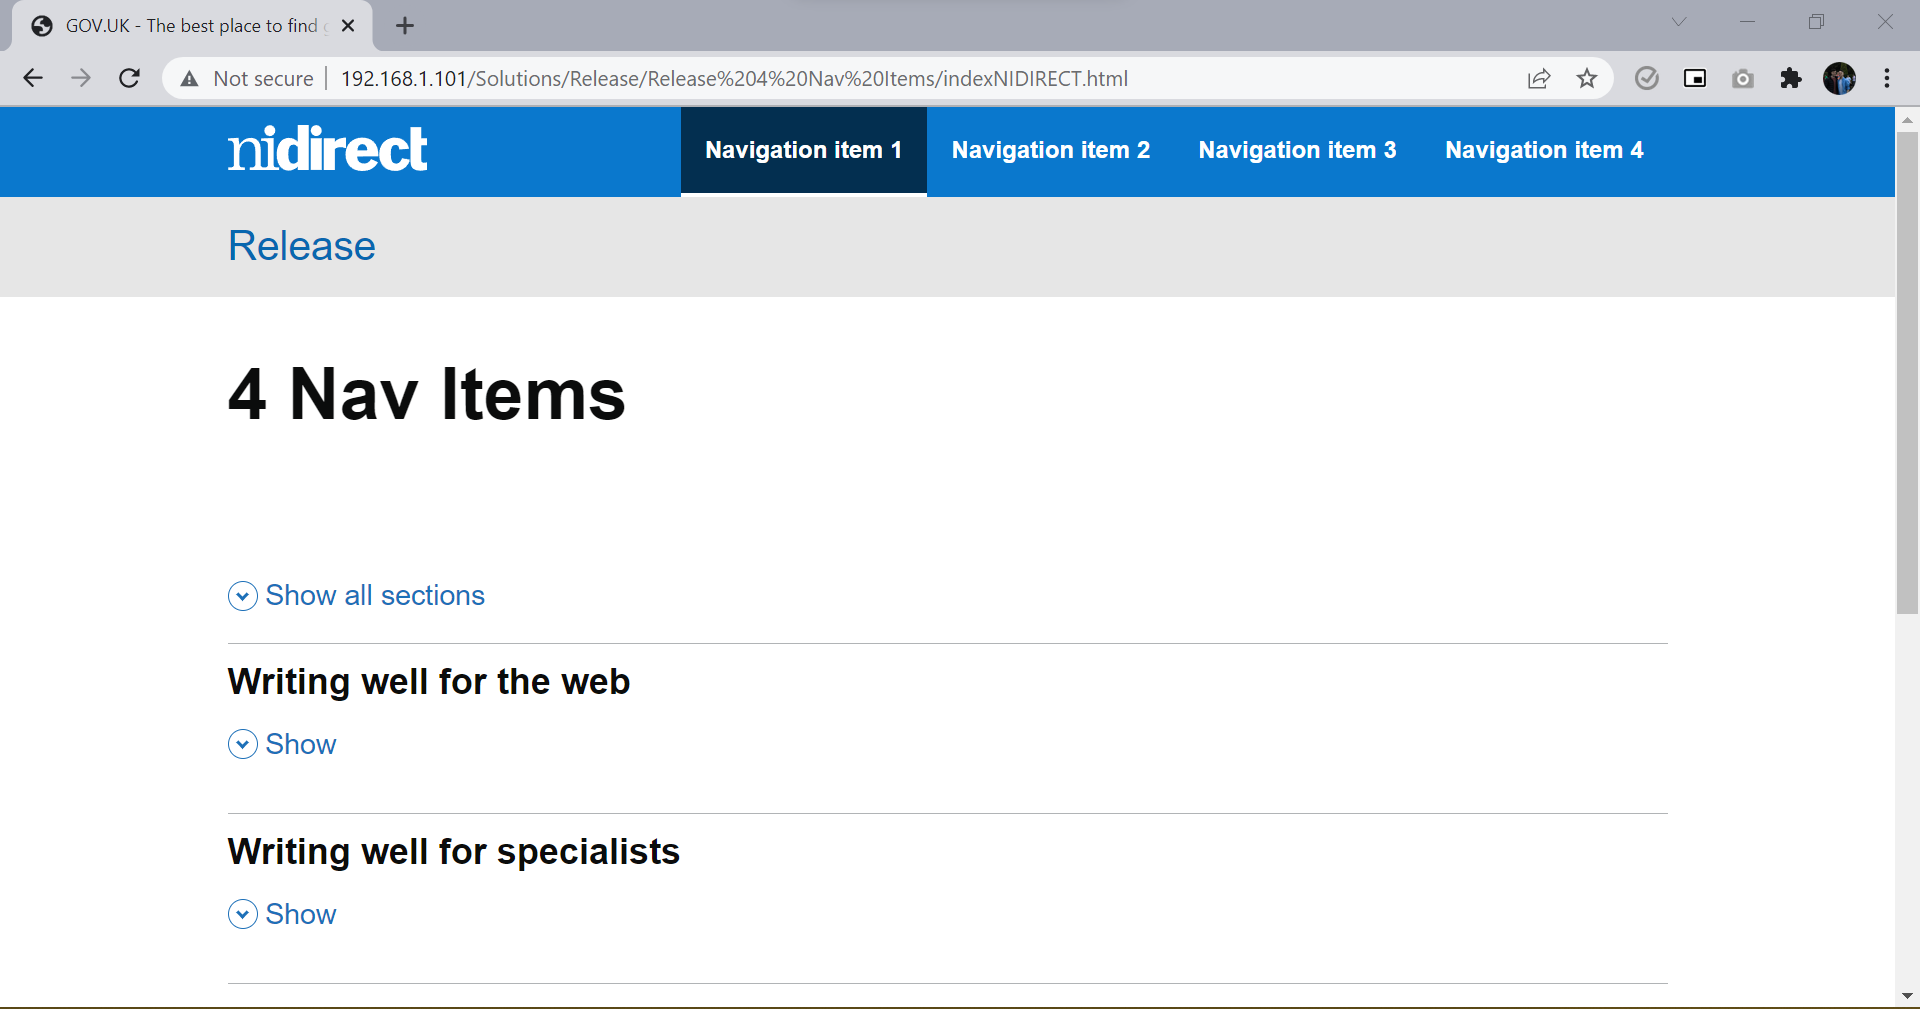 GOV.UK - The best place to find
Not secure
192.168.1.101/Solutions/Release/Release%204%20Nav%20Items/indexNIDIRECT.html
nidirect
Navigation item 1
Navigation item 2
Navigation item 3
Navigation item 4
Release
4 Nav Items
Show all sections
Writing well for the web
Show
Writing well for specialists
Show